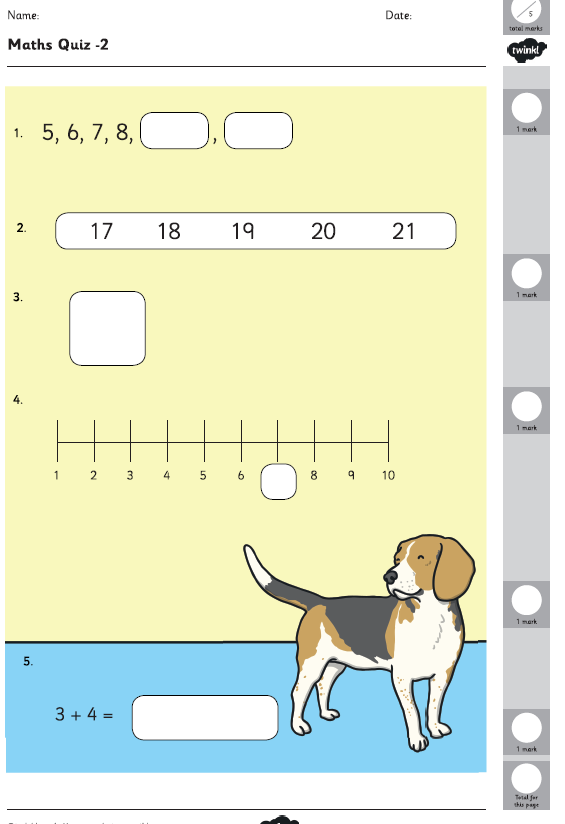 Name:
Date:
5
total marks
Maths Quiz -2
twinkl
1.
5, 6, 7, 8, ,
1 mark
2.
17 18 19 20 21
1 mark
3.
4.
1 mark
1 2 3 4 5 6 8 9 10
1 mark
5.
3 + 4 =
1 mark
Total for
this page